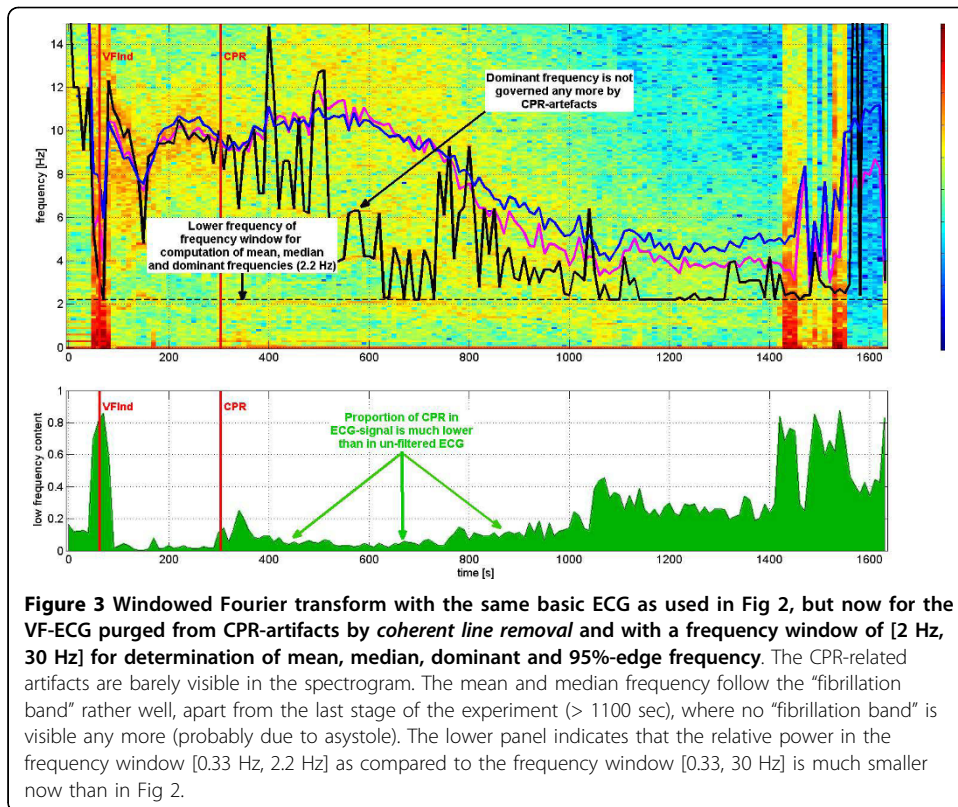 14
12
10
8
6
4
2
0
frequency [Hz]
VFInd
CPR
Dominant frequency is not
governed any more by
CPR-artefacts
Lower frequency of
frequency window for
computation of mean, median
and dominant frequencies (2.2 Hz)
0 200 400 600 800 1000 1200 1400 1600
1
0.8
0.6
0.4
0.2
0
low frequency content
VFInd
CPR
Proportion of CPR in
ECG-signal is much lower
than in un-filtered ECG
0 200 400 600 800 1000 1200 1400 1600
time [s]
Figure 3 Windowed Fourier transform with the same basic ECG as used in Fig 2, but now for the
VF-ECG purged from CPR-artifacts by coherent line removal and with a frequency window of [2 Hz,
30 Hz] for determination of mean, median, dominant and 95%-edge frequency. The CPR-related
artifacts are barely visible in the spectrogram. The mean and median frequency follow the "fibrillation
band" rather well, apart from the last stage of the experiment (> 1100 sec), where no "fibrillation band" is
visible any more (probably due to asystole). The lower panel indicates that the relative power in the
frequency window [0.33 Hz, 2.2 Hz] as compared to the frequency window [0.33, 30 Hz] is much smaller
now than in Fig 2.